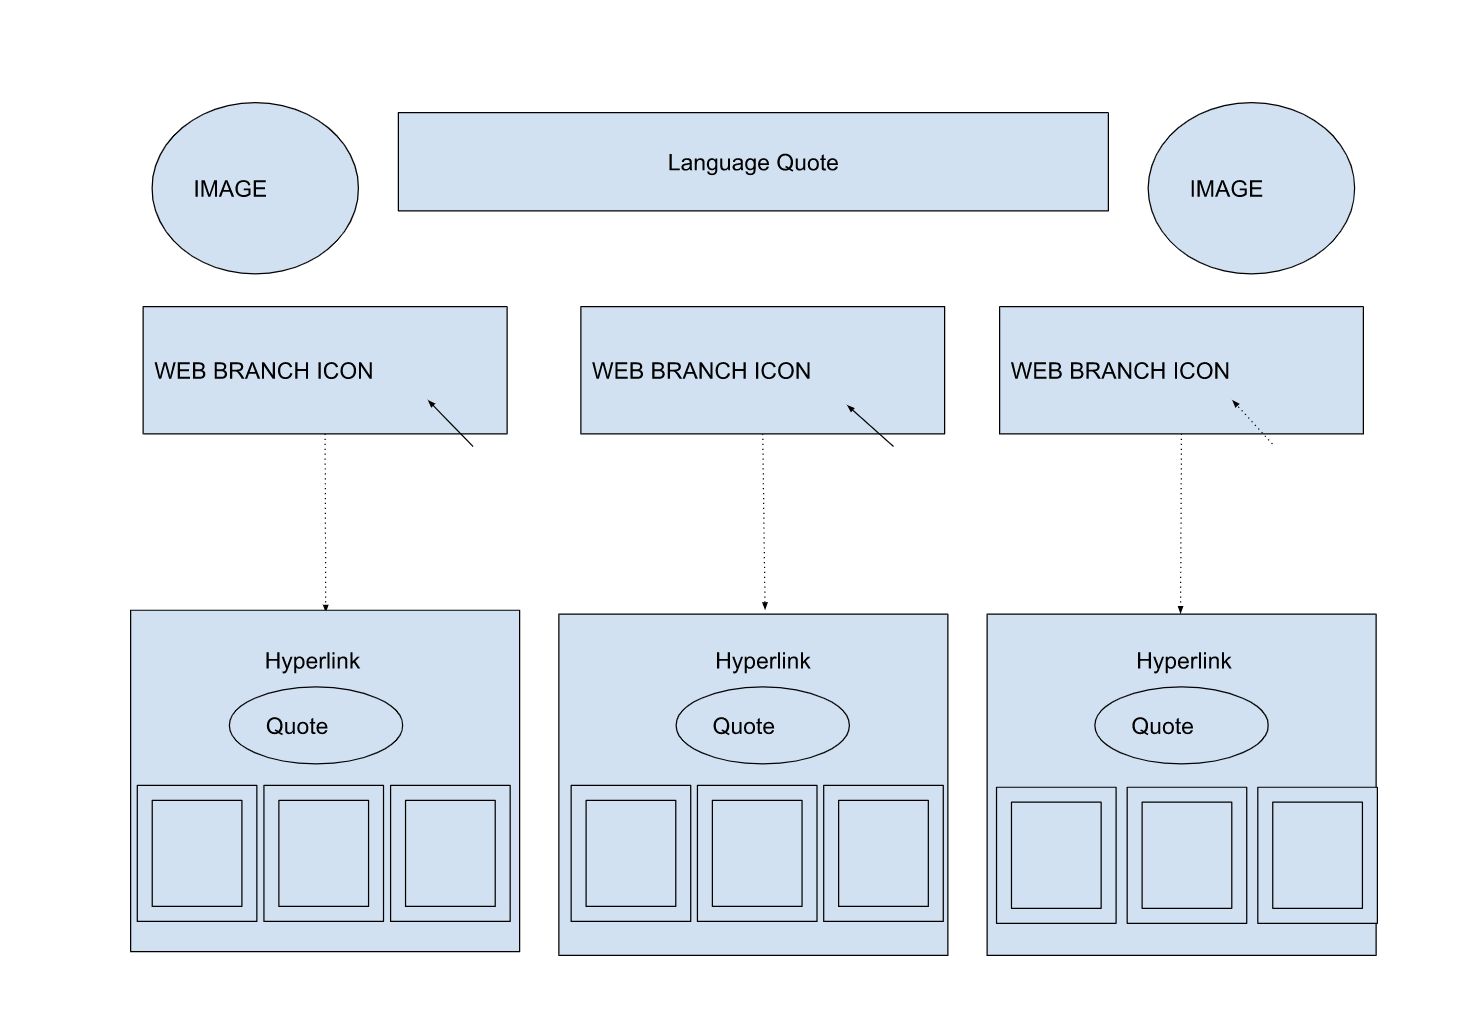 IMAGE
Language Quote
IMAGE
WEB BRANCH ICON
WEB BRANCH ICON
WEB BRANCH ICON
Hyperlink
Hyperlink
Hyperlink
Quote
Quote
Quote